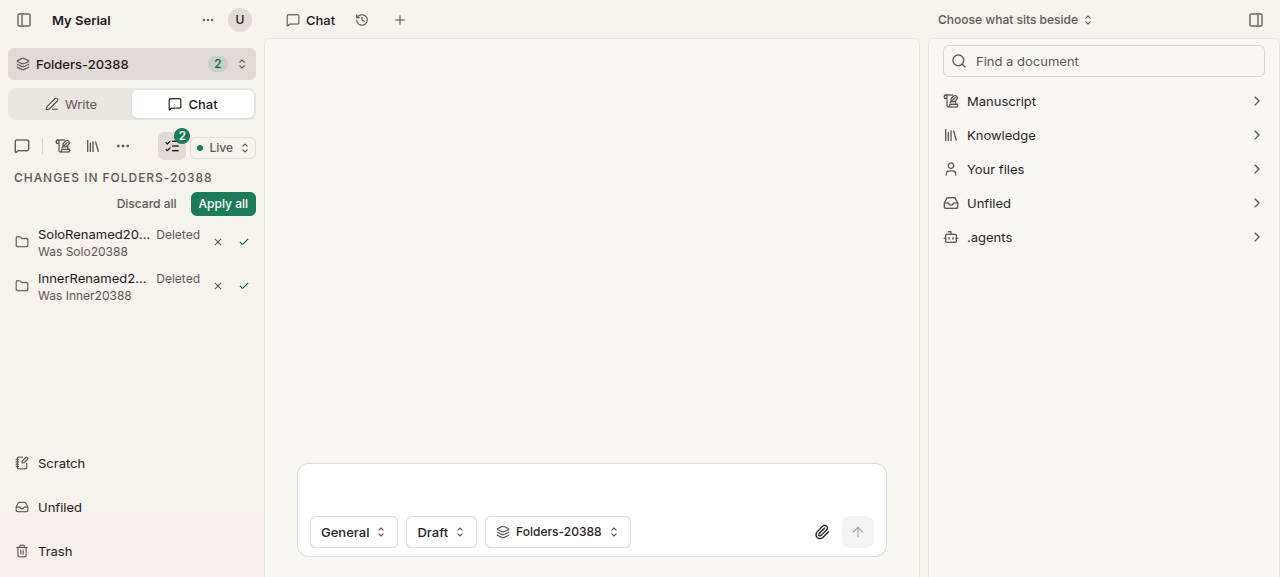 My Serial
U
Chat
Choose what sits beside
Folders-20388
2
Write
Chat
2
Live
CHANGES IN FOLDERS-20388
Discard all
Apply all
SoloRenamed20...
Deleted
Was Solo20388
InnerRenamed2...
Deleted
Was Inner20388
Scratch
Unfiled
Trash
General
Draft
Folders-20388
Find a document
Manuscript
Knowledge
Your files
Unfiled
.agents